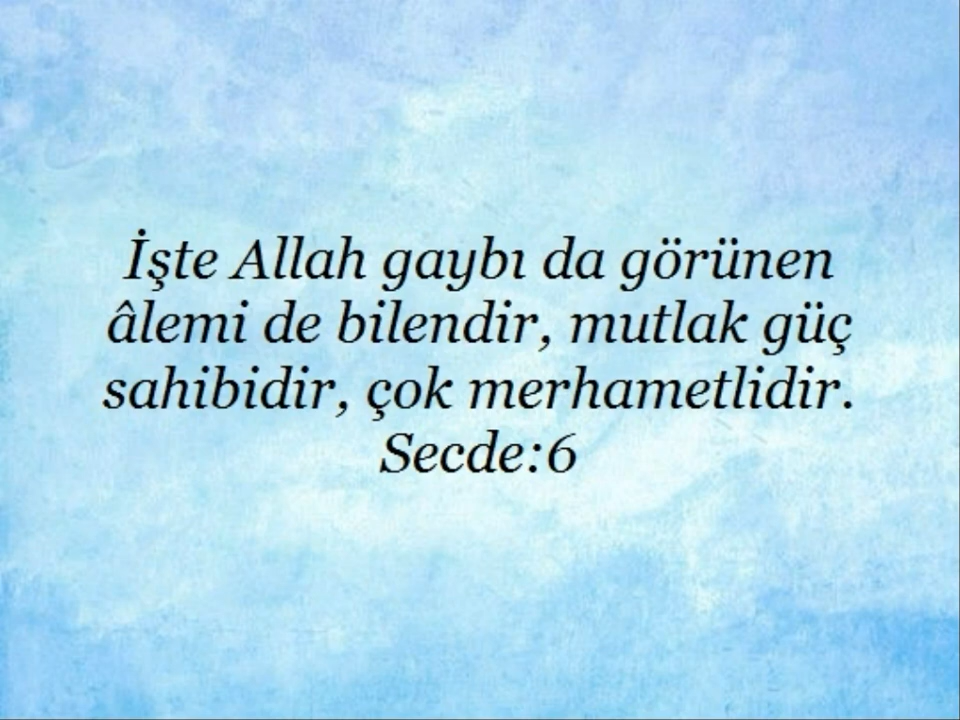 İşte Allah gaybı da görünen
âlemi de bilendir, mutlak güç
sahibidir, çok merhametlidir.
Secde:6